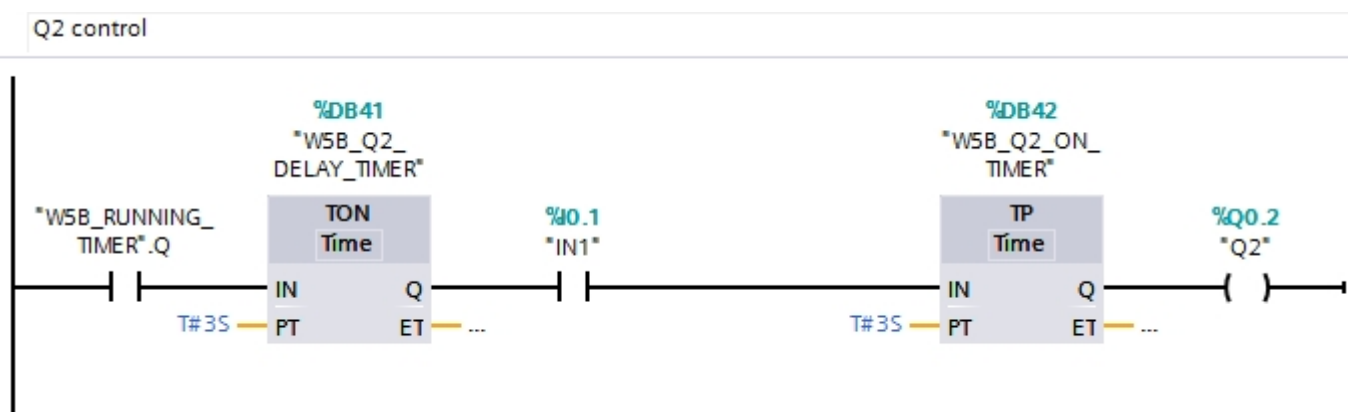 Q2 control
%DB41
"W5B_Q2_
DELAY_TIMER"
%DB42
"W5B_Q2_ON_
TIMER"
"W5B_RUNNING_
TIMER".Q
TON
Time
%I0.1
"IN1"
TP
Time
%Q0.2
"Q2"
IN Q
T#3S PT ET ...
IN Q
T#3S PT ET ...